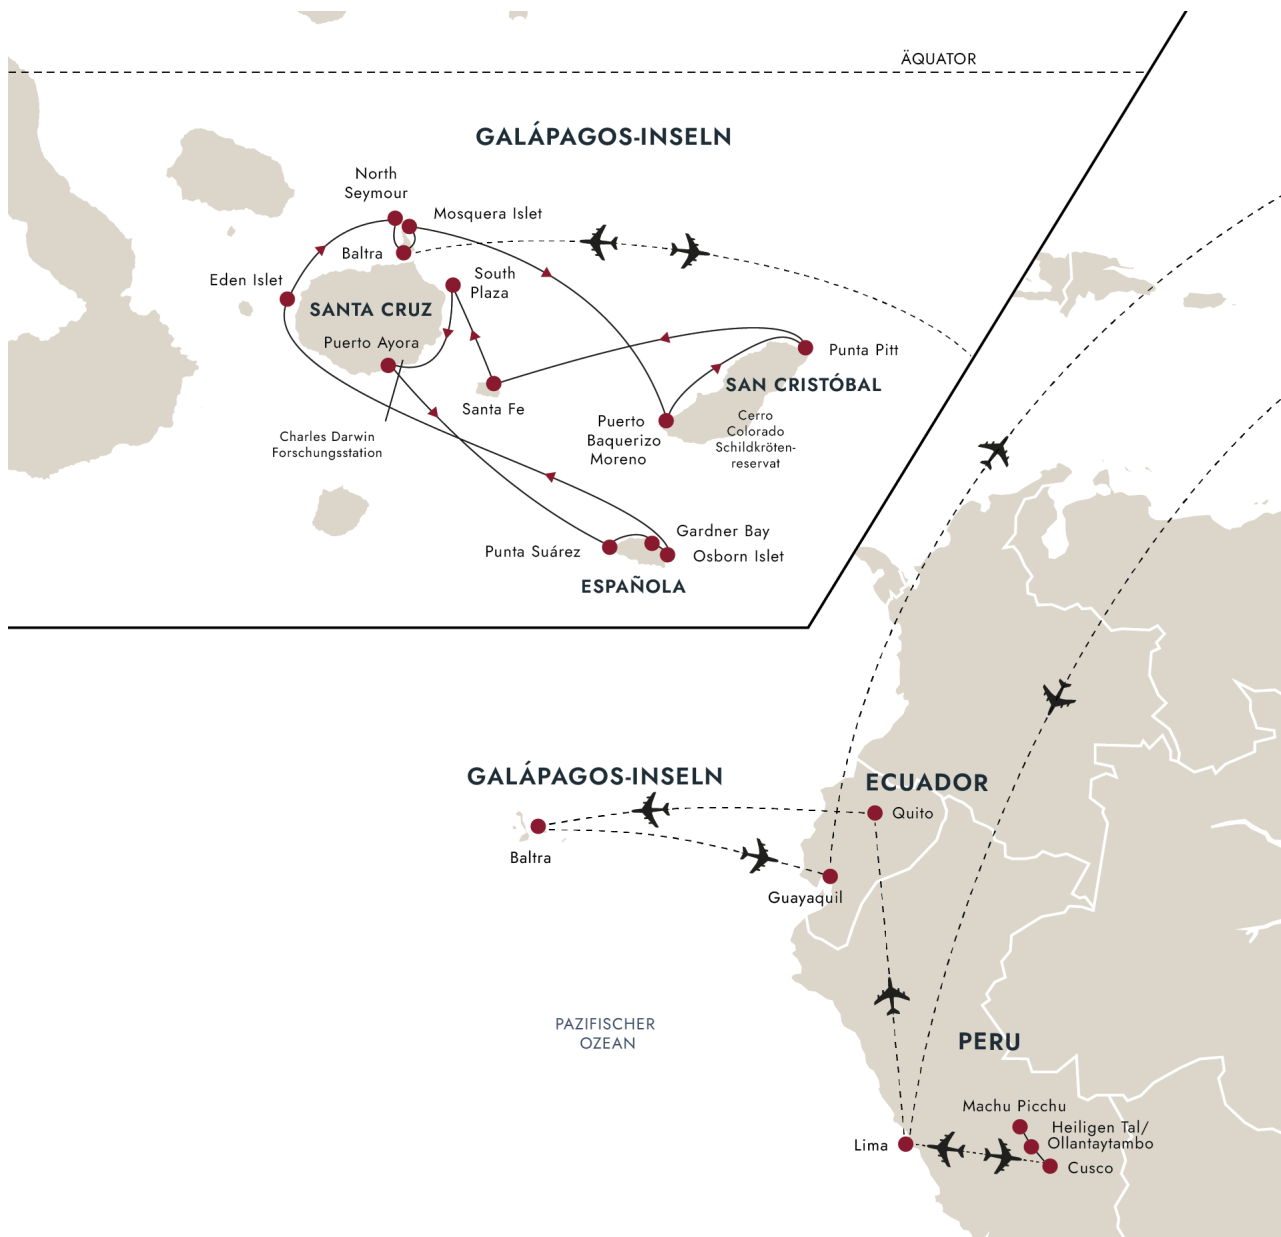 ÄQUATOR
GALÁPAGOS-INSELN
North
Seymour
Mosquera Islet
Baltra
Eden Islet
South
Plaza
SANTA CRUZ
Puerto Ayora
Punta Pitt
SAN CRISTÓBAL
Santa Fe
Puerto
Baquerizo
Moreno
Cerro
Colorado
Schildkröten-
reservat
Charles Darwin
Forschungsstation
Gardner Bay
Punta Suárez
Osborn Islet
ESPAÑOLA
GALÁPAGOS-INSELN
ECUADOR
Quito
Baltra
Guayaquil
PAZIFISCHER
OZEAN
PERU
Machu Picchu
Heiligen Tal/
Ollantaytambo
Lima
Cusco